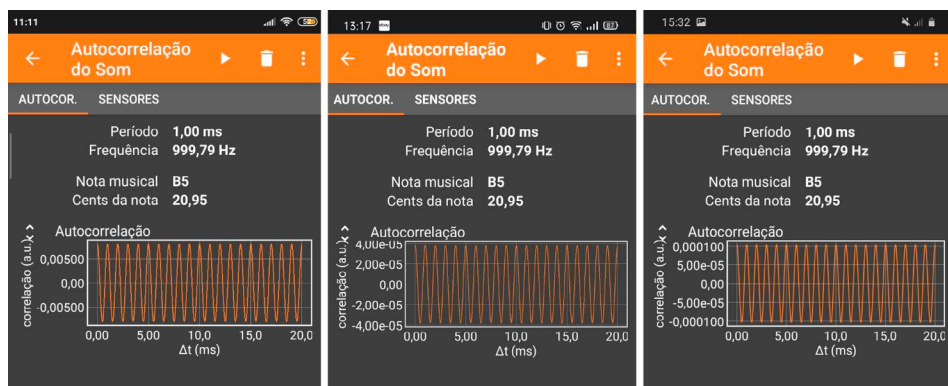 11:11
52
Autocorrelação
do Som
AUTOCOR. SENSORES
Período 1,00 ms
Frequência 999,79 Hz
Nota musical B5
Cents da nota 20,95
Autocorrelação
correlação (a.u.)
0,00500
0,00
-0,00500
0,00 5,00 10,0 15,0 20,0
Δt (ms)
13:17
87
Autocorrelação
do Som
AUTOCOR. SENSORES
Período 1,00 ms
Frequência 999,79 Hz
Nota musical B5
Cents da nota 20,95
Autocorrelação
correlação (a.u.)
4,00e-05
2,00e-05
0,00
-2,00e-05
-4,00e-05
0,00 5,00 10,0 15,0 20,0
Δt (ms)
15:32
Autocorrelação
do Som
AUTOCOR. SENSORES
Período 1,00 ms
Frequência 999,79 Hz
Nota musical B5
Cents da nota 20,95
Autocorrelação
correlação (a.u.)
0,000100
5,00e-05
0,00
-5,00e-05
-0,000100
0,00 5,00 10,0 15,0 20,0
Δt (ms)